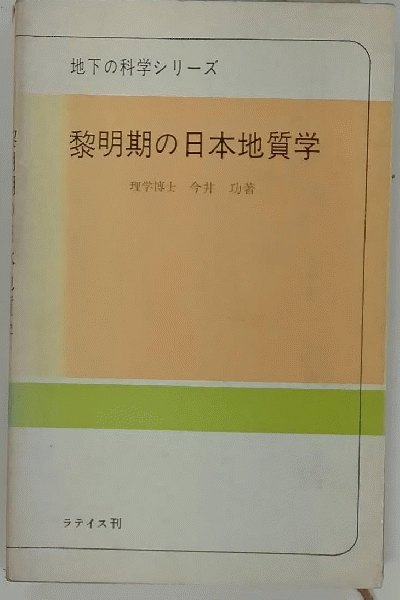 地下の科学シリーズ
黎明期の日本地質学
理学博士 今井 功著
ラテイス刊